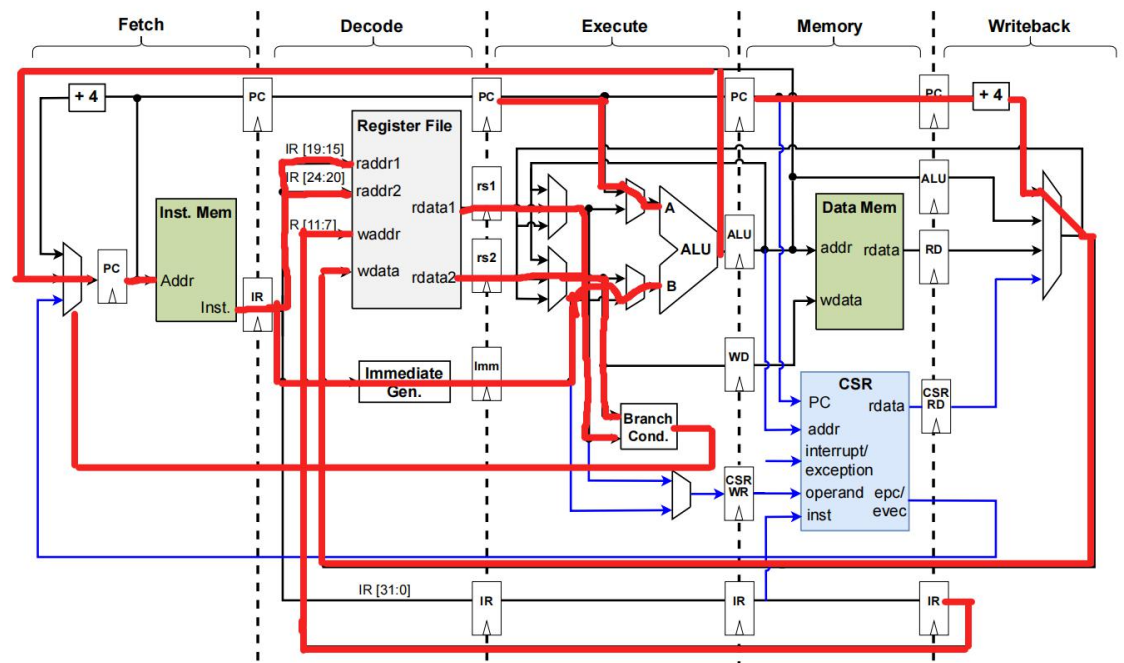 Fetch
Decode
Execute
Memory
Writeback
+ 4
PC
PC
PC
PC
+ 4
Register File
IR [19:15]
raddr1
IR [24:20]
raddr2
rdata1
rs1
IR [11:7]
waddr
rs2
wdata
rdata2
Inst. Mem
PC
Addr
Inst.
IR
A
ALU
B
ALU
ALU
Data Mem
addr
rdata
RD
wdata
Immediate
Gen.
Imm
WD
Branch
Cond.
CSR
PC
rdata
CSR
RD
addr
interrupt/
exception
CSR
WR
operand
epc/
evec
inst
IR [31:0]
IR
IR
IR